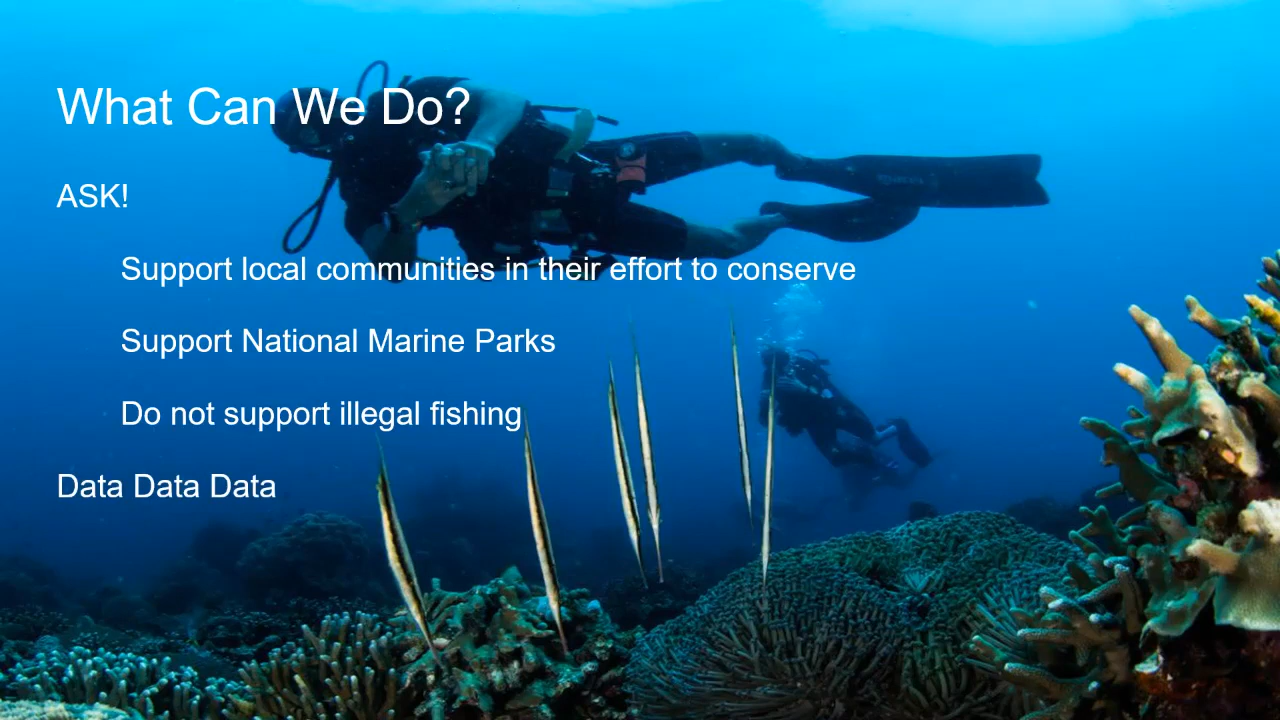 What Can We Do?
ASK!
Support local communities in their effort to conserve
Support National Marine Parks
Do not support illegal fishing
Data Data Data